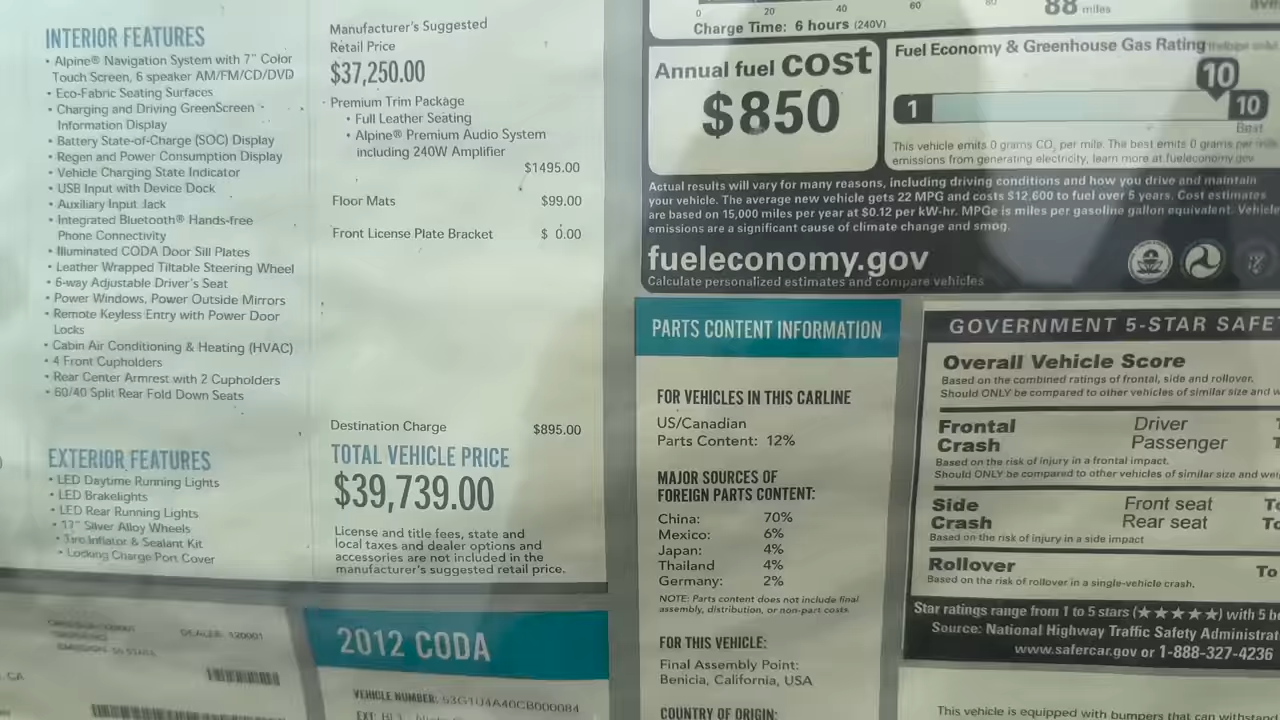 INTERIOR FEATURES
• Alpine® Navigation System with 7" Color
Touch Screen, 6 speaker AM/FM/CD/DVD
• Eco-Fabric Seating Surfaces
• Charging and Driving GreenScreen
Information Display
• Battery State-of-Charge (SOC) Display
• Regen and Power Consumption Display
• Vehicle Charging State Indicator
• USB Input with Device Dock
• Auxiliary Input Jack
• Integrated Bluetooth® Hands-free
Phone Connectivity
• Illuminated CODA Door Sill Plates
• Leather Wrapped Tiltable Steering Wheel
• 6-way Adjustable Driver's Seat
• Power Windows, Power Outside Mirrors
• Remote Keyless Entry with Power Door
Locks
• Cabin Air Conditioning & Heating (HVAC)
• 4 Front Cupholders
• Rear Center Armrest with 2 Cupholders
• 60/40 Split Rear Fold Down Seats
EXTERIOR FEATURES
• LED Daytime Running Lights
• LED Brakelights
• LED Rear Running Lights
• 17" Silver Alloy Wheels
• Tire Inflator & Sealant Kit
• Locking Charge Port Cover
Manufacturer's Suggested
Retail Price
$37,250.00
Premium Trim Package
• Full Leather Seating
• Alpine® Premium Audio System
including 240W Amplifier
$1495.00
Floor Mats $99.00
Front License Plate Bracket $ 0.00
Destination Charge $895.00
TOTAL VEHICLE PRICE
$39,739.00
License and title fees, state and
local taxes and dealer options and
accessories are not included in the
manufacturer's suggested retail price.
DEALER: 120001
, CA
2012 CODA
VEHICLE NUMBER:
0 20 40 60 80
88 miles
Charge Time: 6 hours (240V)
Annual fuel cost
$850
Fuel Economy & Greenhouse Gas Rating
10
1 10
Best
This vehicle emits 0 grams CO₂ per mile. The best emits 0 grams per mile
emissions from generating electricity, learn more at fueleconomy.gov
Actual results will vary for many reasons, including driving conditions and how you drive and maintain
your vehicle. The average new vehicle gets 22 MPG and costs $12,600 to fuel over 5 years. Cost estimates
are based on 15,000 miles per year at $0.12 per kW-hr. MPGe is miles per gasoline gallon equivalent. Vehicle
emissions are a significant cause of climate change and smog.
fueleconomy.gov
Calculate personalized estimates and compare vehicles
PARTS CONTENT INFORMATION
FOR VEHICLES IN THIS CARLINE
US/Canadian
Parts Content: 12%
MAJOR SOURCES OF
FOREIGN PARTS CONTENT:
China: 70%
Mexico: 6%
Japan: 4%
Thailand 4%
Germany: 2%
NOTE: Parts content does not include final
assembly, distribution, or non-part costs.
FOR THIS VEHICLE:
Final Assembly Point:
Benicia, California, USA
COUNTRY OF ORIGIN:
GOVERNMENT 5-STAR SAFE
Overall Vehicle Score
Based on the combined ratings of frontal, side and rollover.
Should ONLY be compared to other vehicles of similar size and w
Frontal Driver
Crash Passenger
Based on the risk of injury in a frontal impact.
Should ONLY be compared to other vehicles of similar size and wei
Side Front seat To
Crash Rear seat To
Based on the risk of injury in a side impact
Rollover To
Based on the risk of rollover in a single-vehicle crash.
Star ratings range from 1 to 5 stars (★★★★★) with 5 be
Source: National Highway Traffic Safety Administrat
www.safercar.gov or 1-888-327-4236
This vehicle is equipped with bumpers that can withstand